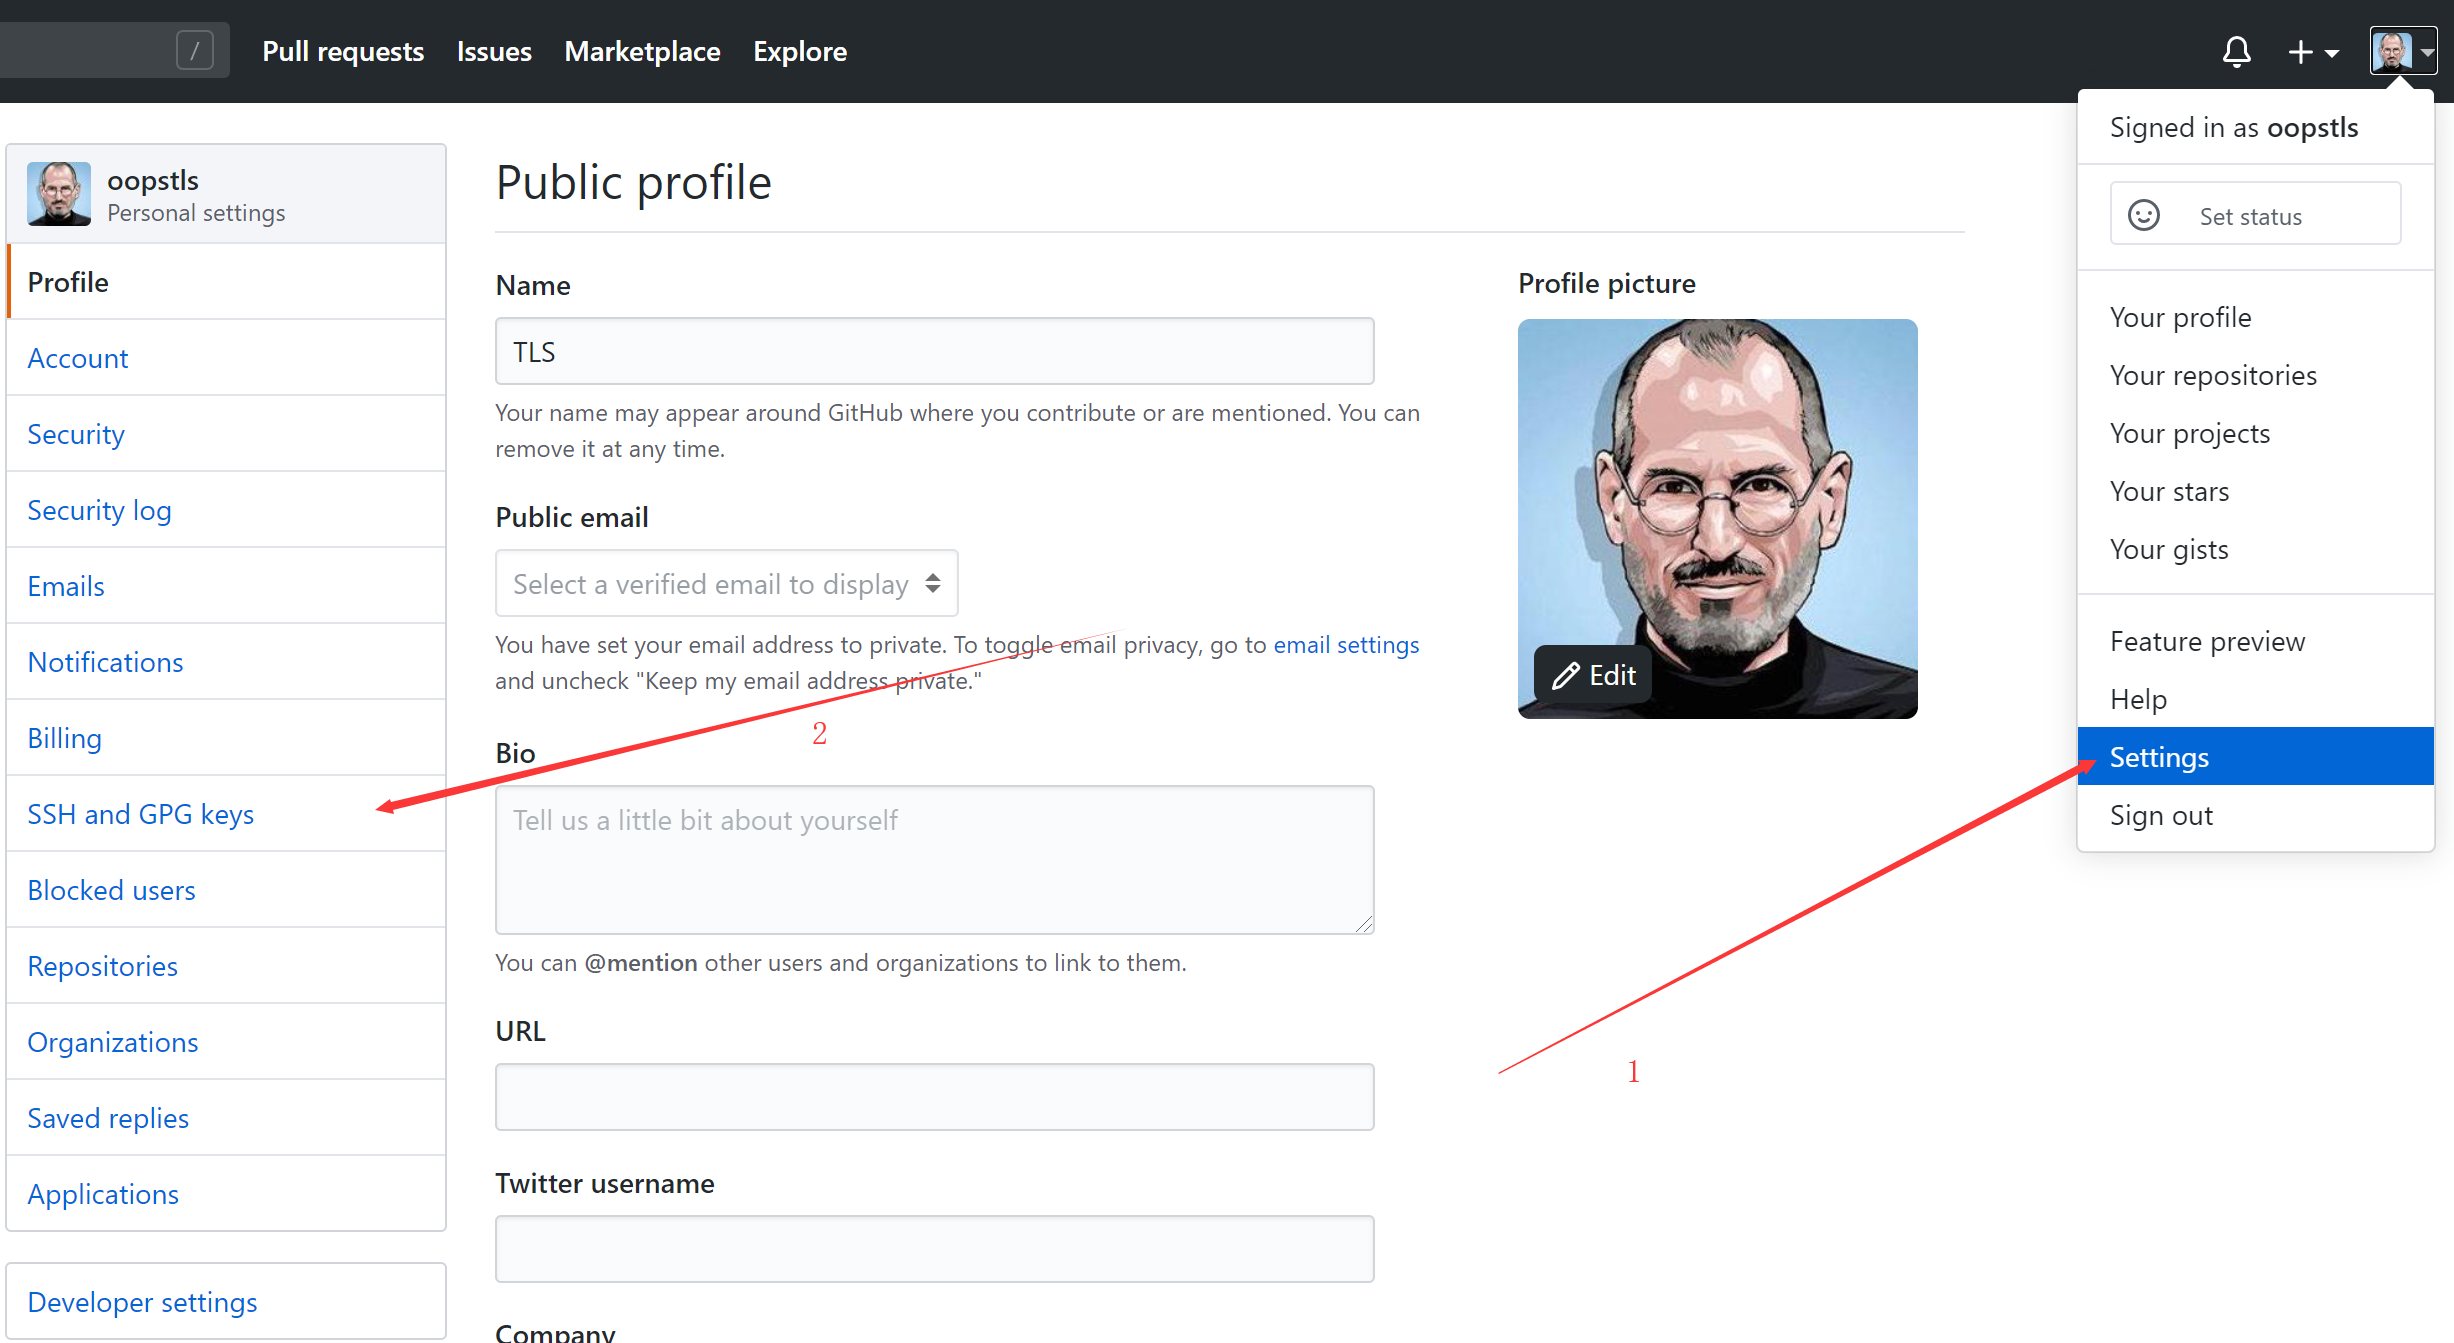 / Pull requests Issues Marketplace Explore
oopstls
Personal settings
Profile
Account
Security
Security log
Emails
Notifications
Billing
SSH and GPG keys
Blocked users
Repositories
Organizations
Saved replies
Applications
Developer settings
Public profile
Name
TLS
Your name may appear around GitHub where you contribute or are mentioned. You can
remove it at any time.
Public email
Select a verified email to display
You have set your email address to private. To toggle email privacy, go to email settings
and uncheck "Keep my email address private."
2
Bio
Tell us a little bit about yourself
You can @mention other users and organizations to link to them.
URL
Twitter username
Company
Profile picture
Edit
1
Signed in as oopstls
Set status
Your profile
Your repositories
Your projects
Your stars
Your gists
Feature preview
Help
Settings
Sign out